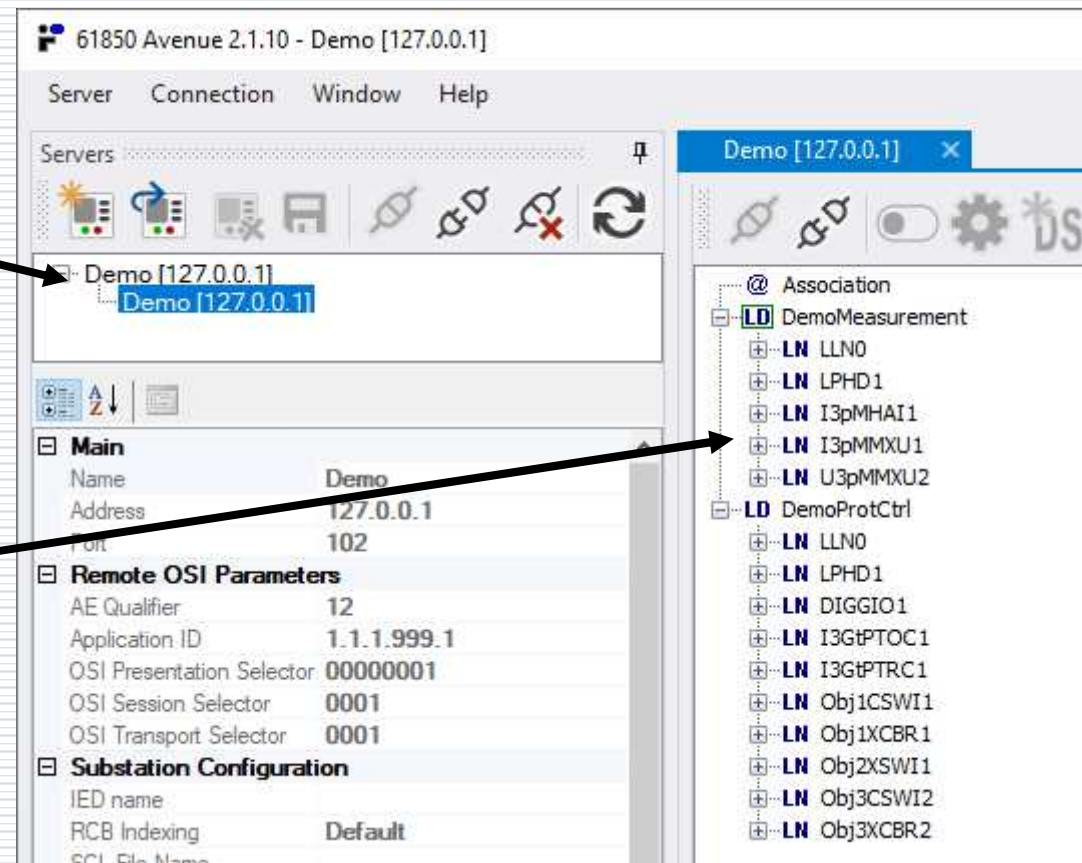 61850 Avenue 2.1.10 - Demo [127.0.0.1]
Server Connection Window Help
Servers
Demo [127.0.0.1]
Demo [127.0.0.1]
Main
Name Demo
Address 127.0.0.1
Port 102
Remote OSI Parameters
AE Qualifier 12
Application ID 1.1.1.999.1
OSI Presentation Selector 00000001
OSI Session Selector 0001
OSI Transport Selector 0001
Substation Configuration
IED name
RCB Indexing Default
SCL File Name
Demo [127.0.0.1]
DS
@ Association
LD DemoMeasurement
LN LLN0
LN LPHD1
LN I3pMHAI1
LN I3pMMXU1
LN U3pMMXU2
LD DemoProtCtrl
LN LLN0
LN LPHD1
LN DIGGIO1
LN I3GtPTOC1
LN I3GtPTRC1
LN Obj1CSWI1
LN Obj1XCBR1
LN Obj2XSWI1
LN Obj3CSWI2
LN Obj3XCBR2